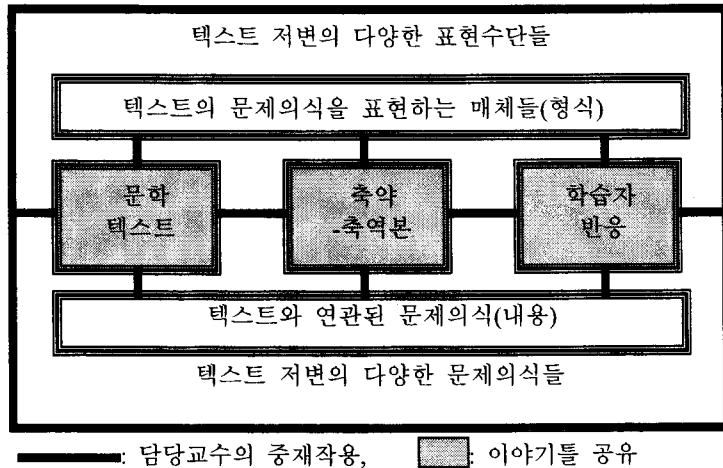 텍스트 저변의 다양한 표현수단들
텍스트의 문제의식을 표현하는 매체들(형식)
문학
텍스트
축약
-축역본
학습자
반응
텍스트와 연관된 문제의식(내용)
텍스트 저변의 다양한 문제의식들
: 담당교수의 중재작용, : 이야기틀 공유